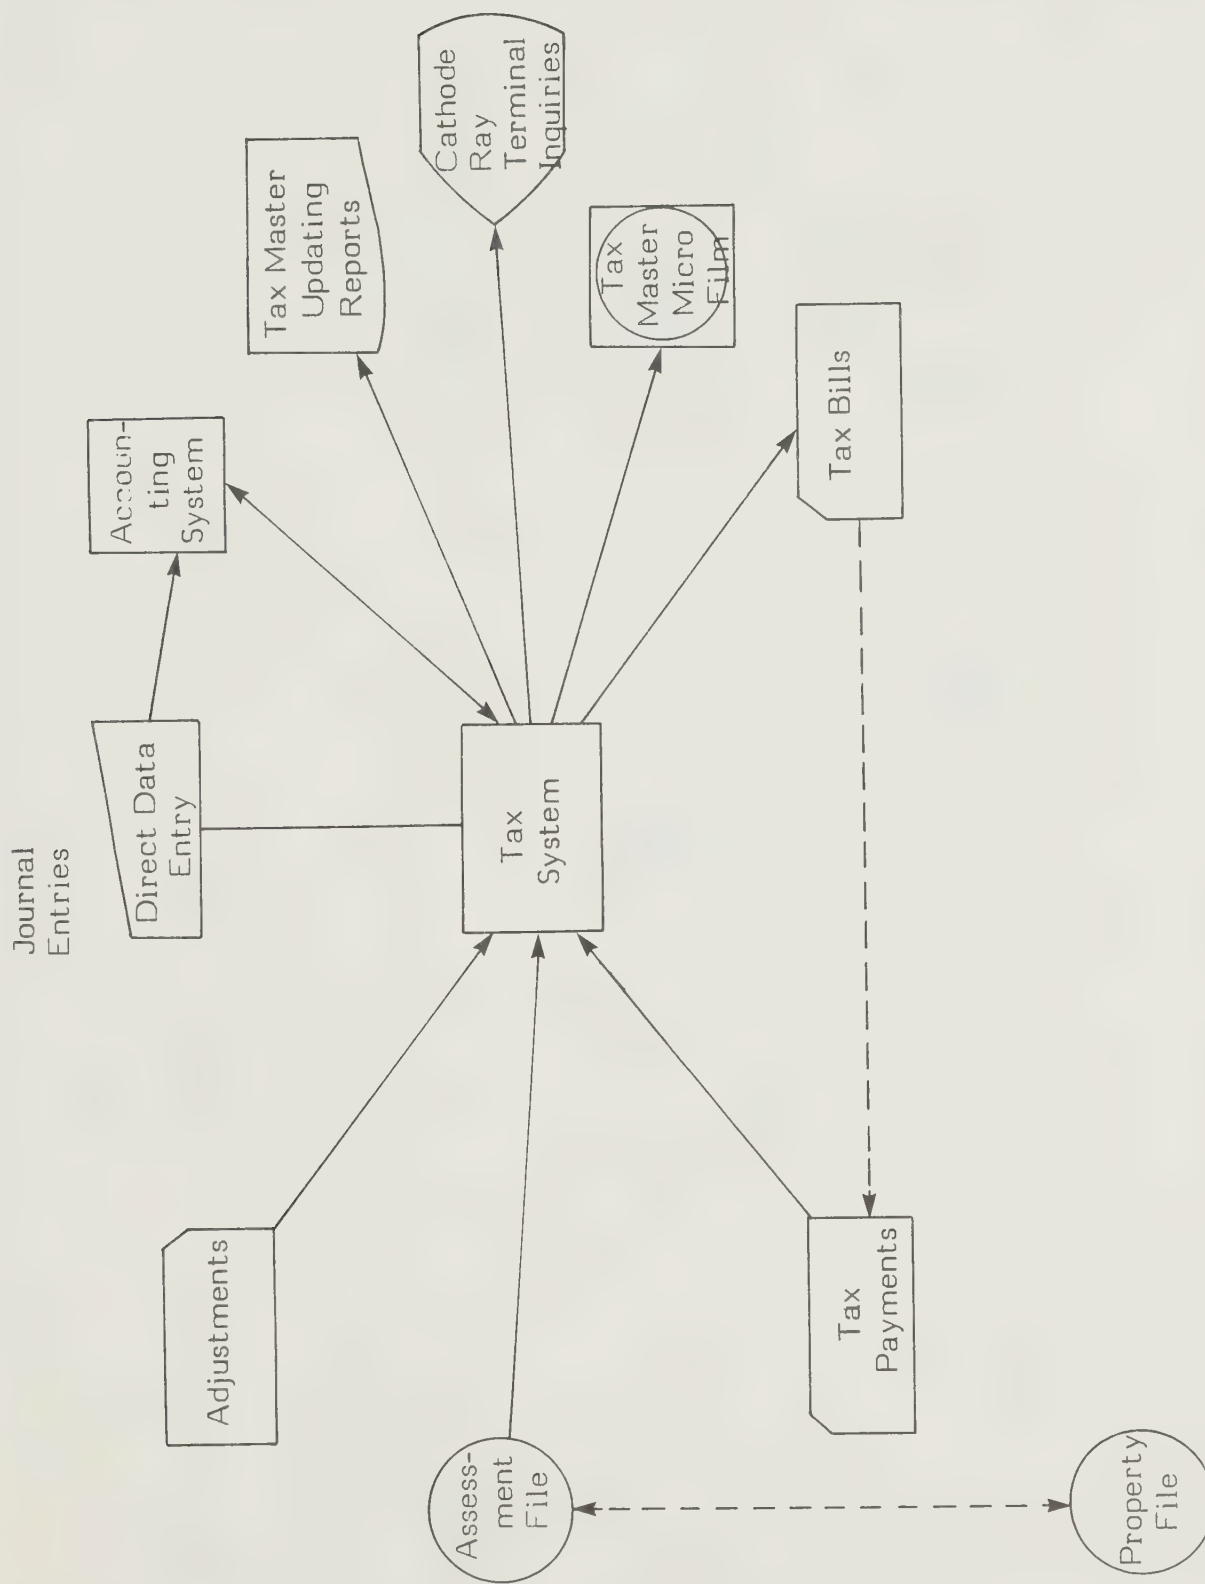 Journal
Entries
Direct Data
Entry
Accoun-
ting
System
Adjustments
Tax Master
Updating
Reports
Assess-
ment
File
Tax
System
Cathode
Ray
Terminal
Inquiries
Tax
Master
Micro
Film
Tax
Payments
Tax Bills
Property
File